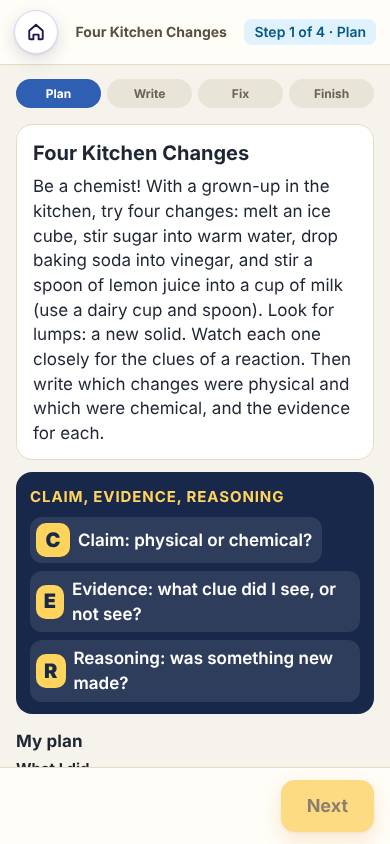 Four Kitchen Changes
Step 1 of 4 · Plan
Plan
Write
Fix
Finish
Four Kitchen Changes
Be a chemist! With a grown-up in the
kitchen, try four changes: melt an ice
cube, stir sugar into warm water, drop
baking soda into vinegar, and stir a
spoon of lemon juice into a cup of milk
(use a dairy cup and spoon). Look for
lumps: a new solid. Watch each one
closely for the clues of a reaction. Then
write which changes were physical and
which were chemical, and the evidence
for each.
CLAIM, EVIDENCE, REASONING
C Claim: physical or chemical?
E Evidence: what clue did I see, or
not see?
R Reasoning: was something new
made?
My plan
What I did
Next